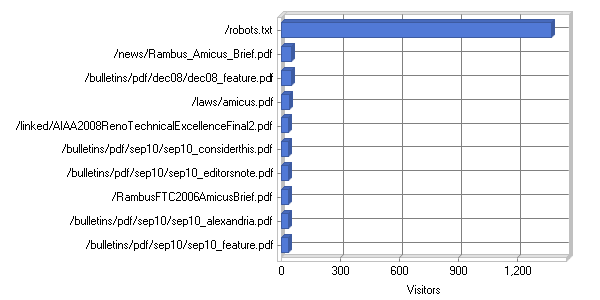 /robots.txt
/news/Rambus_Amicus_Brief.pdf
/bulletins/pdf/dec08/dec08_feature.pdf
/laws/amicus.pdf
/linked/AIAA2008RenoTechnicalExcellenceFinal2.pdf
/bulletins/pdf/sep10/sep10_considerthis.pdf
/bulletins/pdf/sep10/sep10_editorsnote.pdf
/RambusFTC2006AmicusBrief.pdf
/bulletins/pdf/sep10/sep10_alexandria.pdf
/bulletins/pdf/sep10/sep10_feature.pdf
0 300 600 900 1,200
Visitors